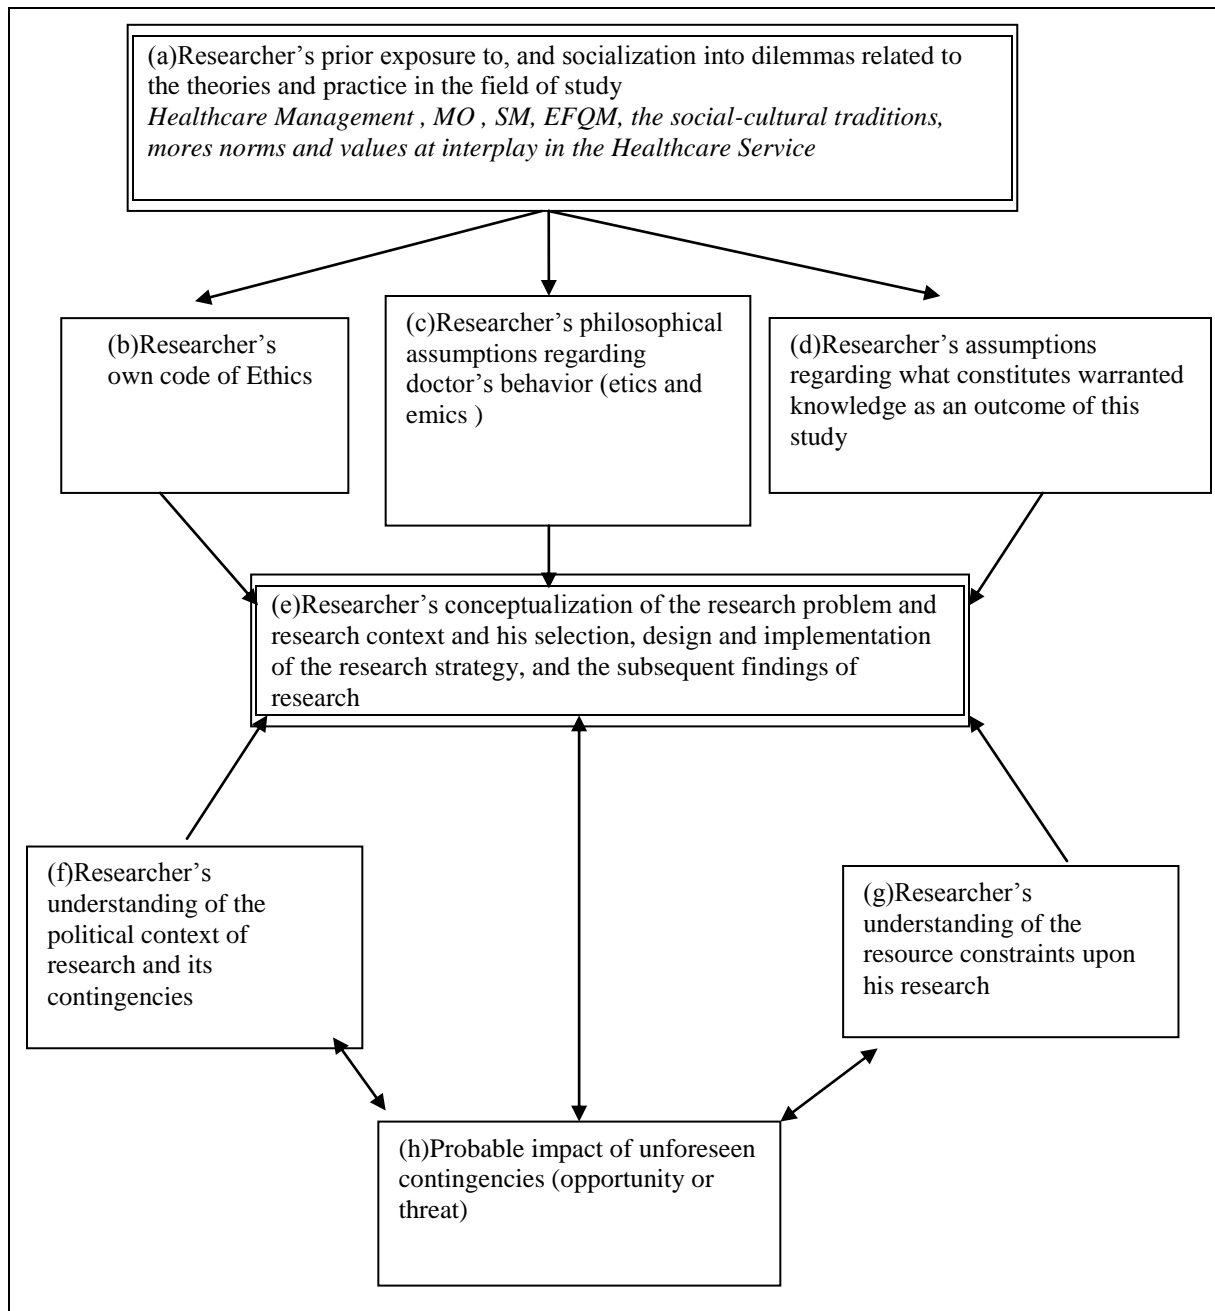 (a)Researcher’s prior exposure to, and socialization into dilemmas related to
the theories and practice in the field of study
Healthcare Management , MO , SM, EFQM, the social-cultural traditions,
mores norms and values at interplay in the Healthcare Service
(b)Researcher’s
own code of Ethics
(c)Researcher’s philosophical
assumptions regarding
doctor’s behavior (etics and
emics )
(d)Researcher’s assumptions
regarding what constitutes warranted
knowledge as an outcome of this
study
(e)Researcher’s conceptualization of the research problem and
research context and his selection, design and implementation
of the research strategy, and the subsequent findings of
research
(f)Researcher’s
understanding of the
political context of
research and its
contingencies
(g)Researcher’s
understanding of the
resource constraints upon
his research
(h)Probable impact of unforeseen
contingencies (opportunity or
threat)